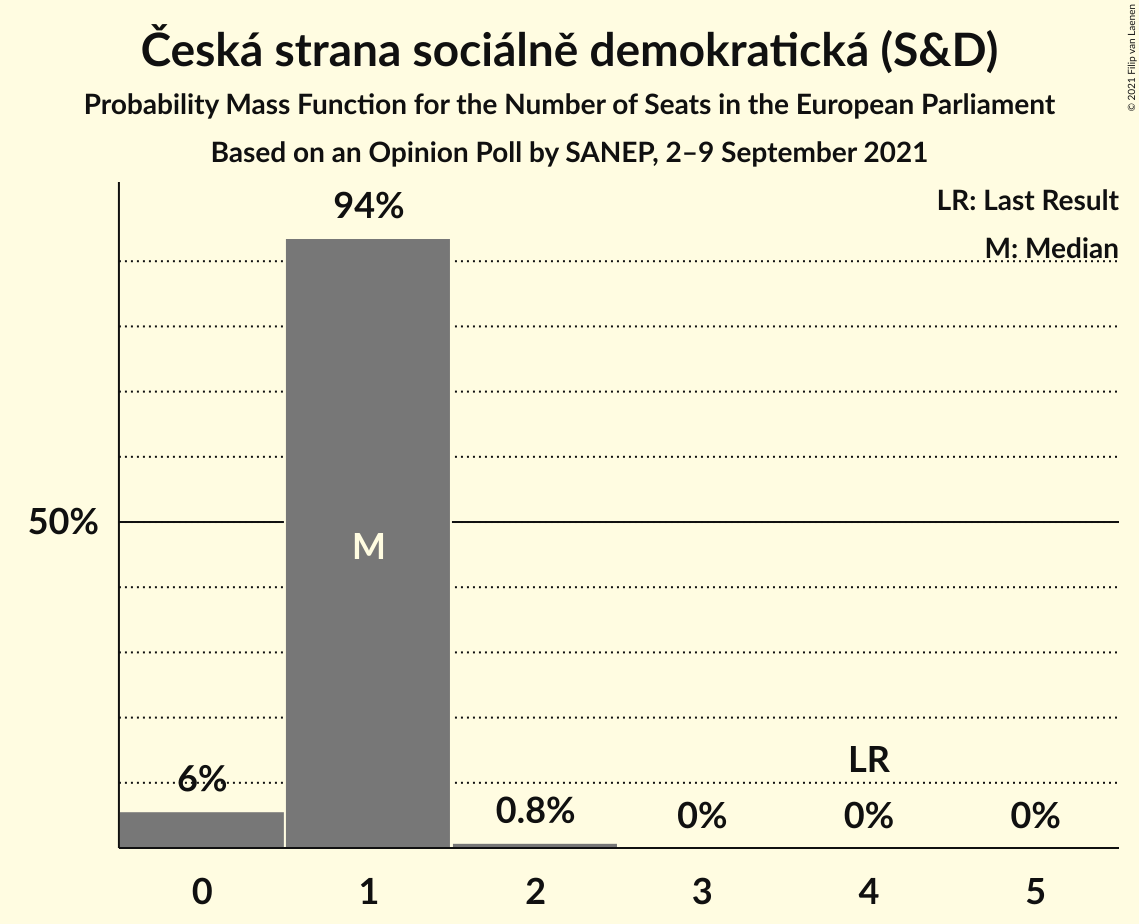 Česká strana sociálně demokratická (S&D)
Probability Mass Function for the Number of Seats in the European Parliament
Based on an Opinion Poll by SANEP, 2–9 September 2021
© 2021 Filip van Laenen
LR: Last Result
M: Median
94%
50%
M
6%
0.8%
0%
LR
0%
0%
0 1 2 3 4 5